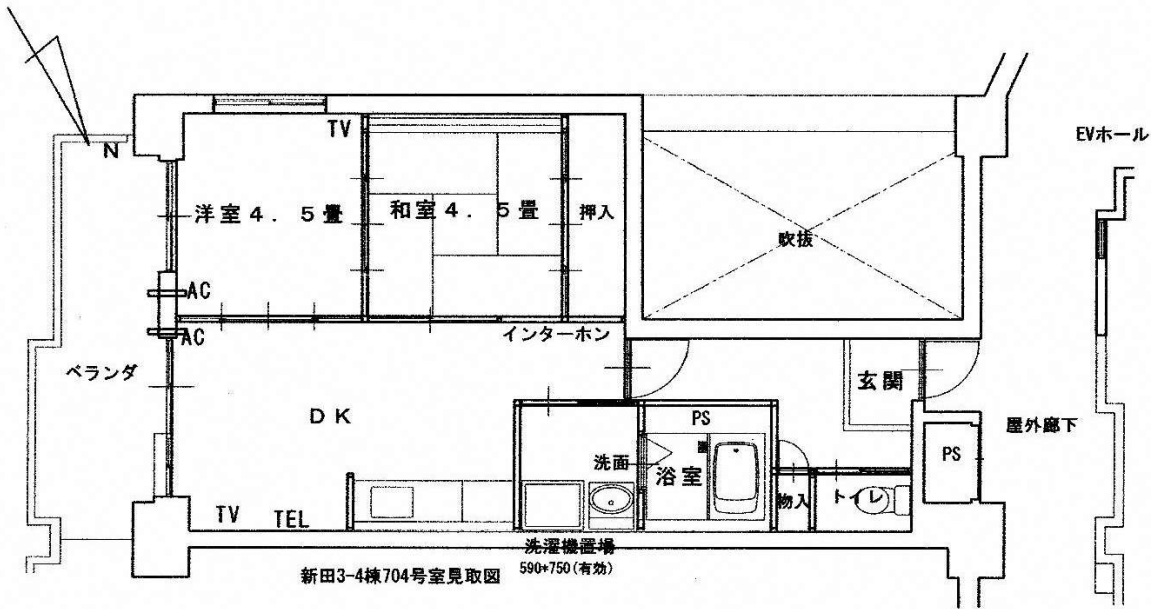 N
TV
EVホール
洋室4.5畳
和室4.5畳
押入
吹抜
AC
AC
インターホン
ベランダ
玄関
DK
PS
屋外廊下
PS
洗面
浴室
物入
トイレ
TV
TEL
洗濯機置場
590*750(有効)
新田3-4棟704号室見取図